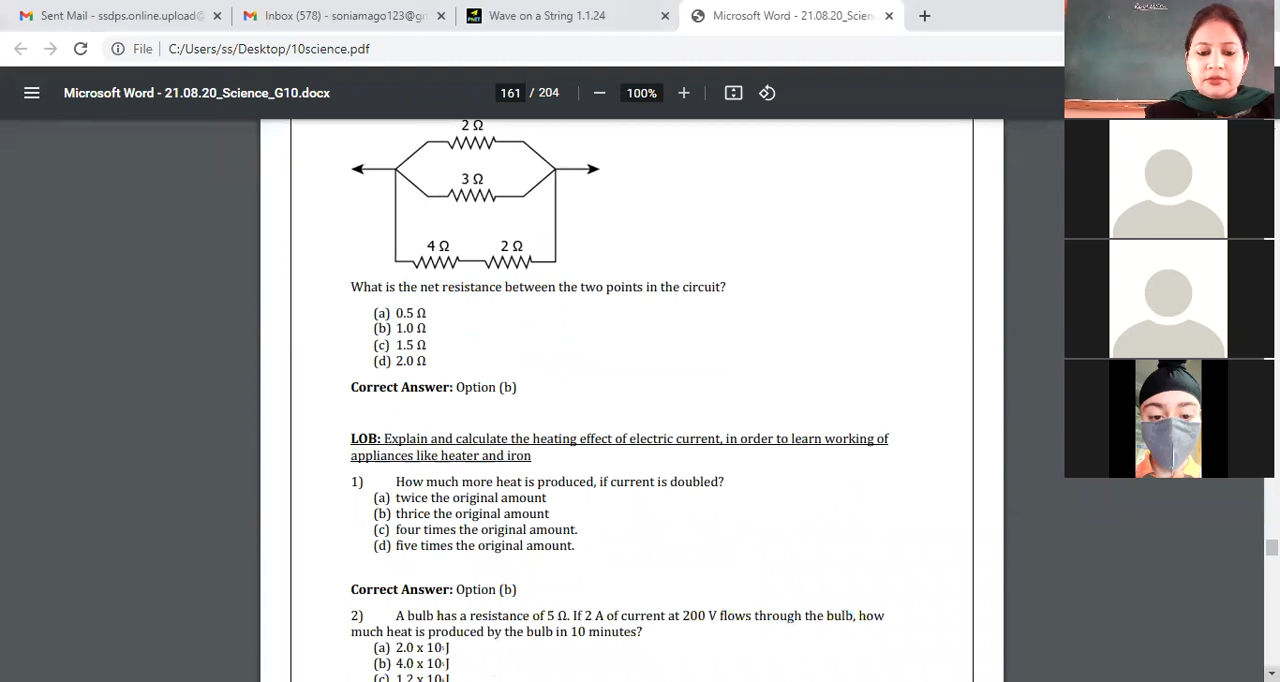 Sent Mail - ssdps.online.upload@
Inbox (578) - soniamago123@gr
Wave on a String 1.1.24
Microsoft Word - 21.08.20_Scien
File
C:/Users/ss/Desktop/10science.pdf
Microsoft Word - 21.08.20_Science_G10.docx
161 / 204
100%
2 Ω
3 Ω
4 Ω
2 Ω
What is the net resistance between the two points in the circuit?
(a) 0.5 Ω
(b) 1.0 Ω
(c) 1.5 Ω
(d) 2.0 Ω
Correct Answer: Option (b)
LOB: Explain and calculate the heating effect of electric current, in order to learn working of
appliances like heater and iron
1) How much more heat is produced, if current is doubled?
(a) twice the original amount
(b) thrice the original amount
(c) four times the original amount.
(d) five times the original amount.
Correct Answer: Option (b)
2) A bulb has a resistance of 5 Ω. If 2 A of current at 200 V flows through the bulb, how
much heat is produced by the bulb in 10 minutes?
(a) 2.0 x 10 J
(b) 4.0 x 10 J
(c) 1.2 x 10 J